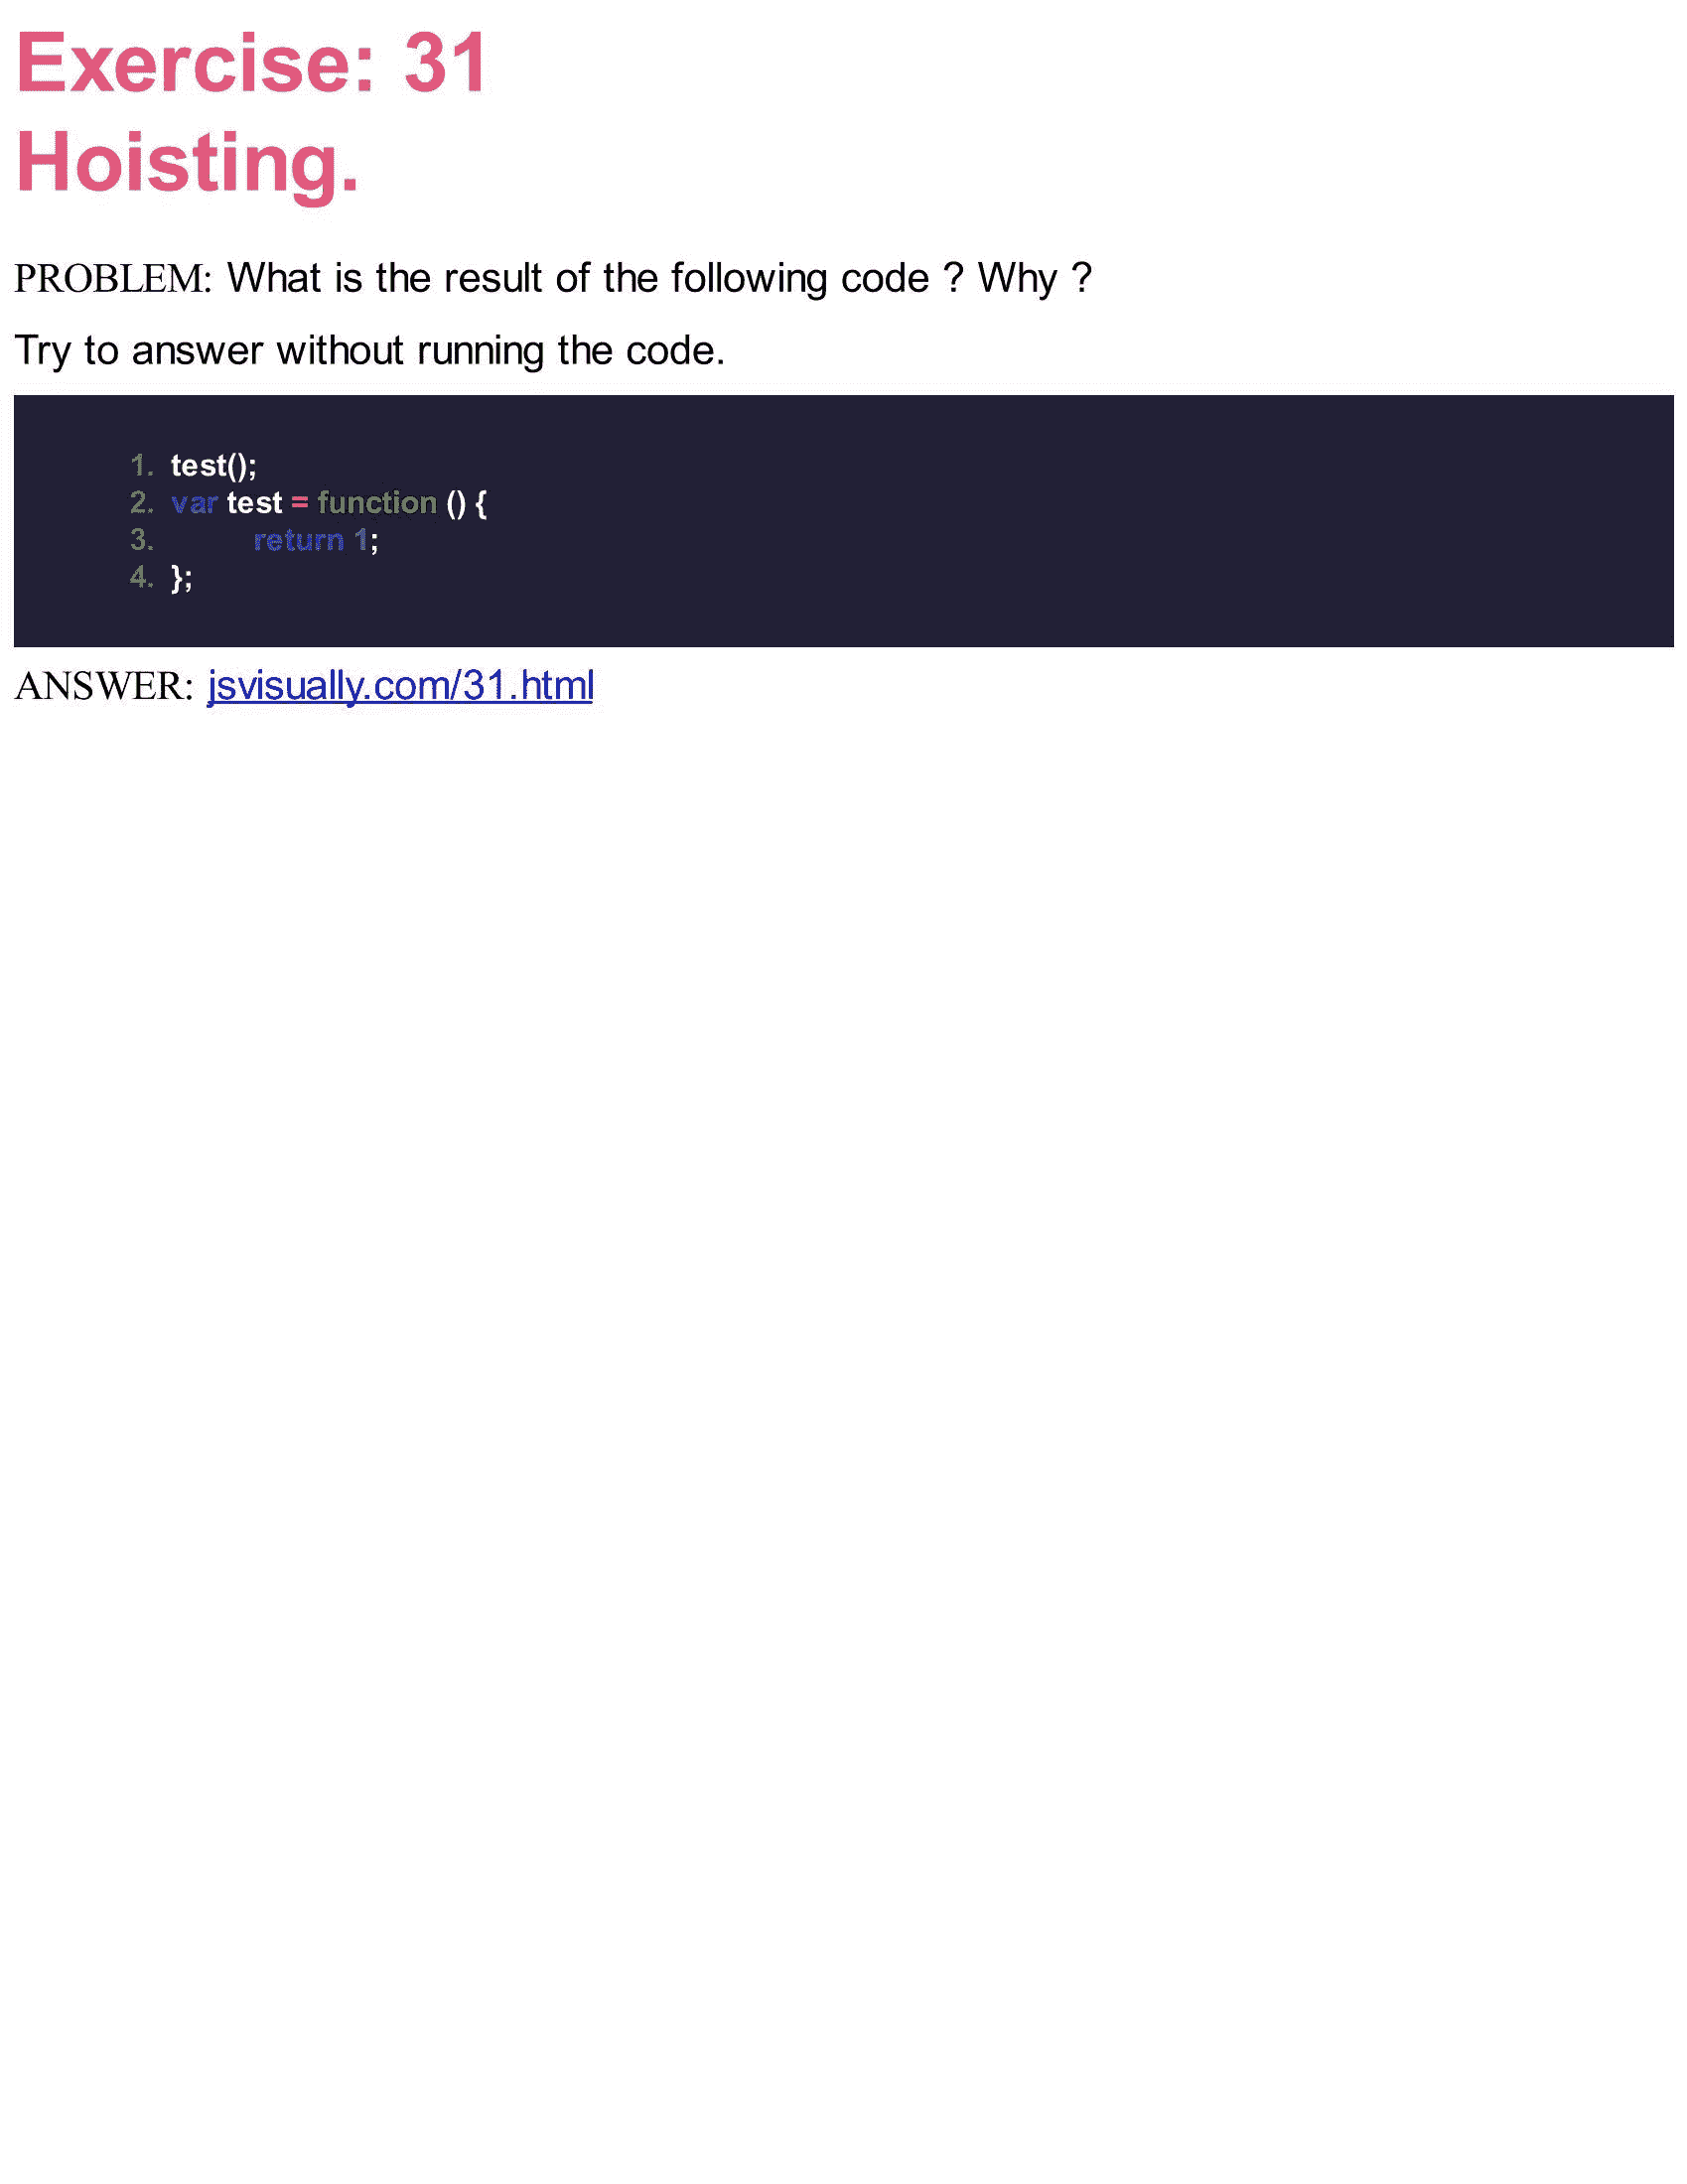 Exercise: 31
Hoisting.
PROBLEM: What is the result of the following code ? Why ?
Try to answer without running the code.
1. test();
2. var test = function () {
3. return 1;
4. };
ANSWER: jsvisually.com/31.html